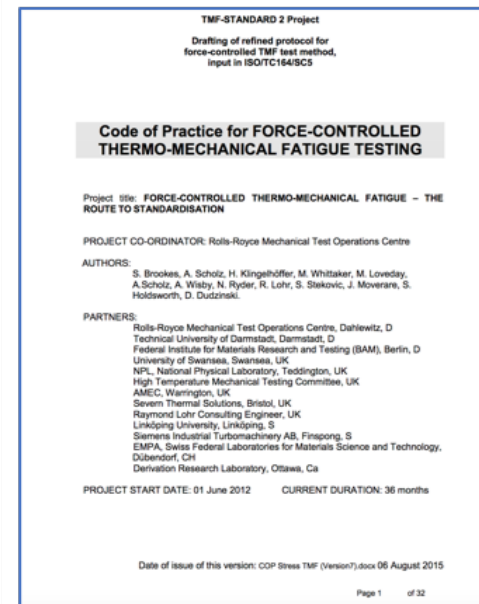 TMF-STANDARD 2 Project
Drafting of refined protocol for
force-controlled TMF test method,
input in ISO/TC164/SC5
Code of Practice for FORCE-CONTROLLED
THERMO-MECHANICAL FATIGUE TESTING
Project title: FORCE-CONTROLLED THERMO-MECHANICAL FATIGUE – THE
ROUTE TO STANDARDISATION
PROJECT CO-ORDINATOR: Rolls-Royce Mechanical Test Operations Centre
AUTHORS:
S. Brookes, A. Scholz, H. Klingelhöffer, M. Whittaker, M. Loveday,
A.Scholz, A. Wisby, N. Ryder, R. Lohr, S. Stekovic, J. Moverare, S.
Holdsworth, D. Dudzinski.
PARTNERS:
Rolls-Royce Mechanical Test Operations Centre, Dahlewitz, D
Technical University of Darmstadt, Darmstadt, D
Federal Institute for Materials Research and Testing (BAM), Berlin, D
University of Swansea, Swansea, UK
NPL, National Physical Laboratory, Teddington, UK
High Temperature Mechanical Testing Committee, UK
AMEC, Warrington, UK
Severn Thermal Solutions, Bristol, UK
Raymond Lohr Consulting Engineer, UK
Linköping University, Linköping, S
Siemens Industrial Turbomachinery AB, Finspong, S
EMPA, Swiss Federal Laboratories for Materials Science and Technology,
Dübendorf, CH
Derivation Research Laboratory, Ottawa, Ca
PROJECT START DATE: 01 June 2012 CURRENT DURATION: 36 months
Date of issue of this version: COP Stress TMF (Version7).docx 06 August 2015
Page 1 of 32